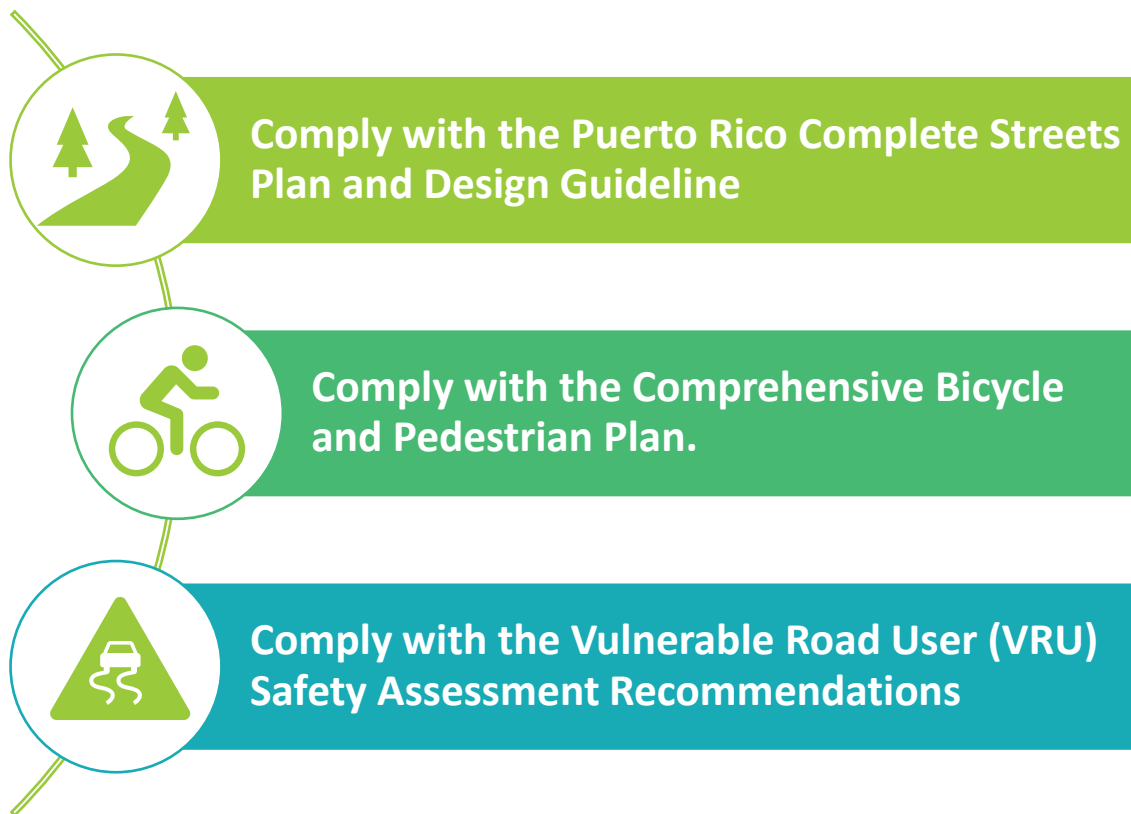 Comply with the Puerto Rico Complete Streets
Plan and Design Guideline
Comply with the Comprehensive Bicycle
and Pedestrian Plan.
Comply with the Vulnerable Road User (VRU)
Safety Assessment Recommendations